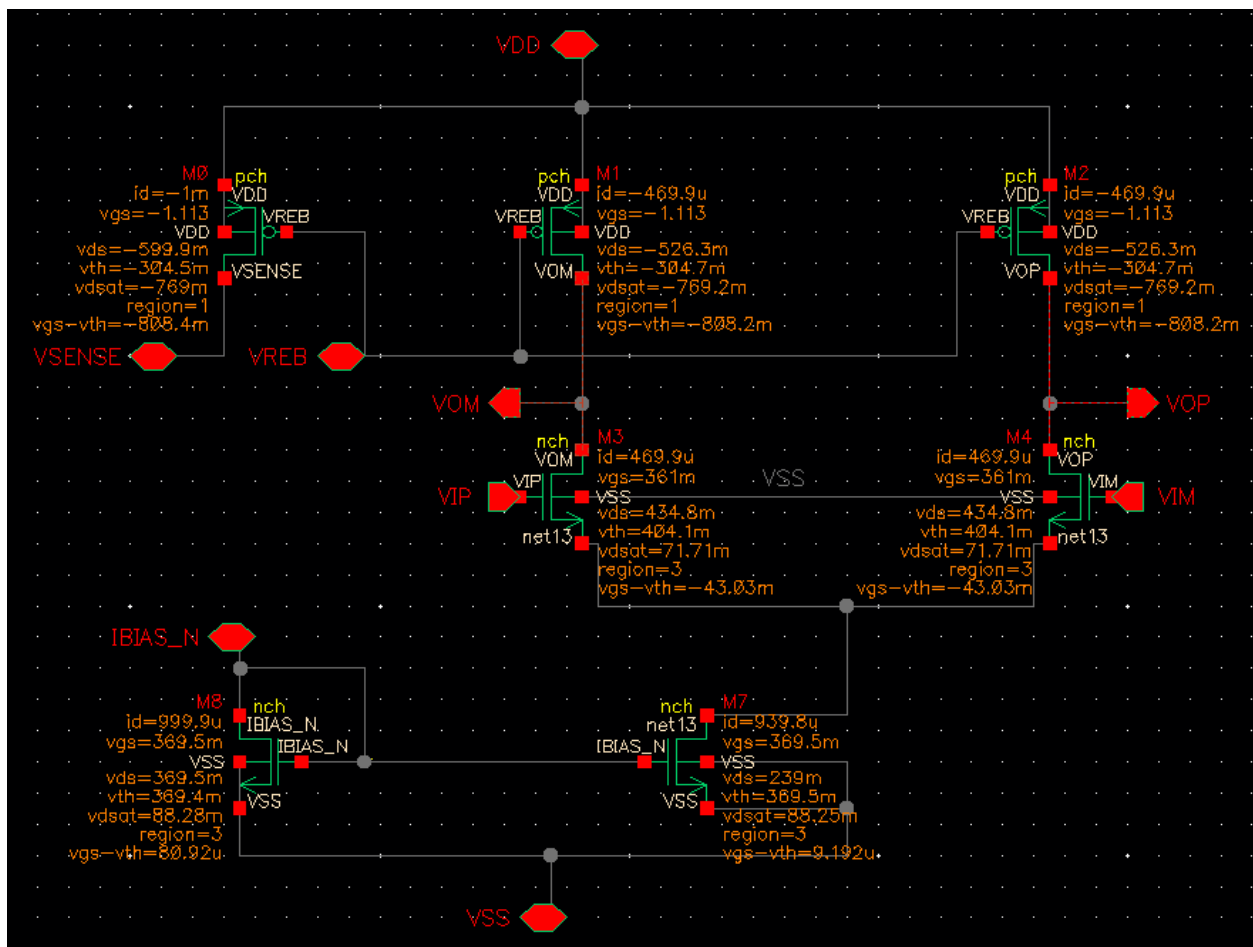 VDD
MØ
pch
id=-1m
VDD
vgs=-1.113
VREB
VDD
vds=-599.9m
vth=-304.5m
VSENSE
vdsat=-769m
region=1
vgs-vth=-808.4m
VSENSE
VREB
M1
pch
id=-469.9u
VDD
vgs=-1.113
VREB
VDD
vds=-526.3m
vth=-304.7m
VOM
vdsat=-769.2m
region=1
vgs-vth=-808.2m
M2
pch
id=-469.9u
VDD
vgs=-1.113
VREB
VDD
vds=-526.3m
vth=-304.7m
VOP
vdsat=-769.2m
region=1
vgs-vth=-808.2m
VOM
VOP
M3
nch
id=469.9u
VOM
vgs=361m
VIP
VIP
VSS
vds=434.8m
vth=404.1m
net13
vdsat=71.71m
region=3
vgs-vth=-43.03m
VSS
M4
nch
id=469.9u
VOP
vgs=361m
VIM
VIM
VSS
vds=434.8m
vth=404.1m
net13
vdsat=71.71m
region=3
vgs-vth=-43.03m
IBIAS_N
M8
nch
id=999.9u
IBIAS_N
vgs=369.5m
IBIAS_N
VSS
vds=369.5m
vth=369.4m
VSS
vdsat=88.28m
region=3
vgs-vth=80.92u
M7
nch
net13
id=939.8u
vgs=369.5m
IBIAS_N
VSS
vds=239m
vth=369.5m
VSS
vdsat=88.25m
region=3
vgs-vth=9.192u
VSS